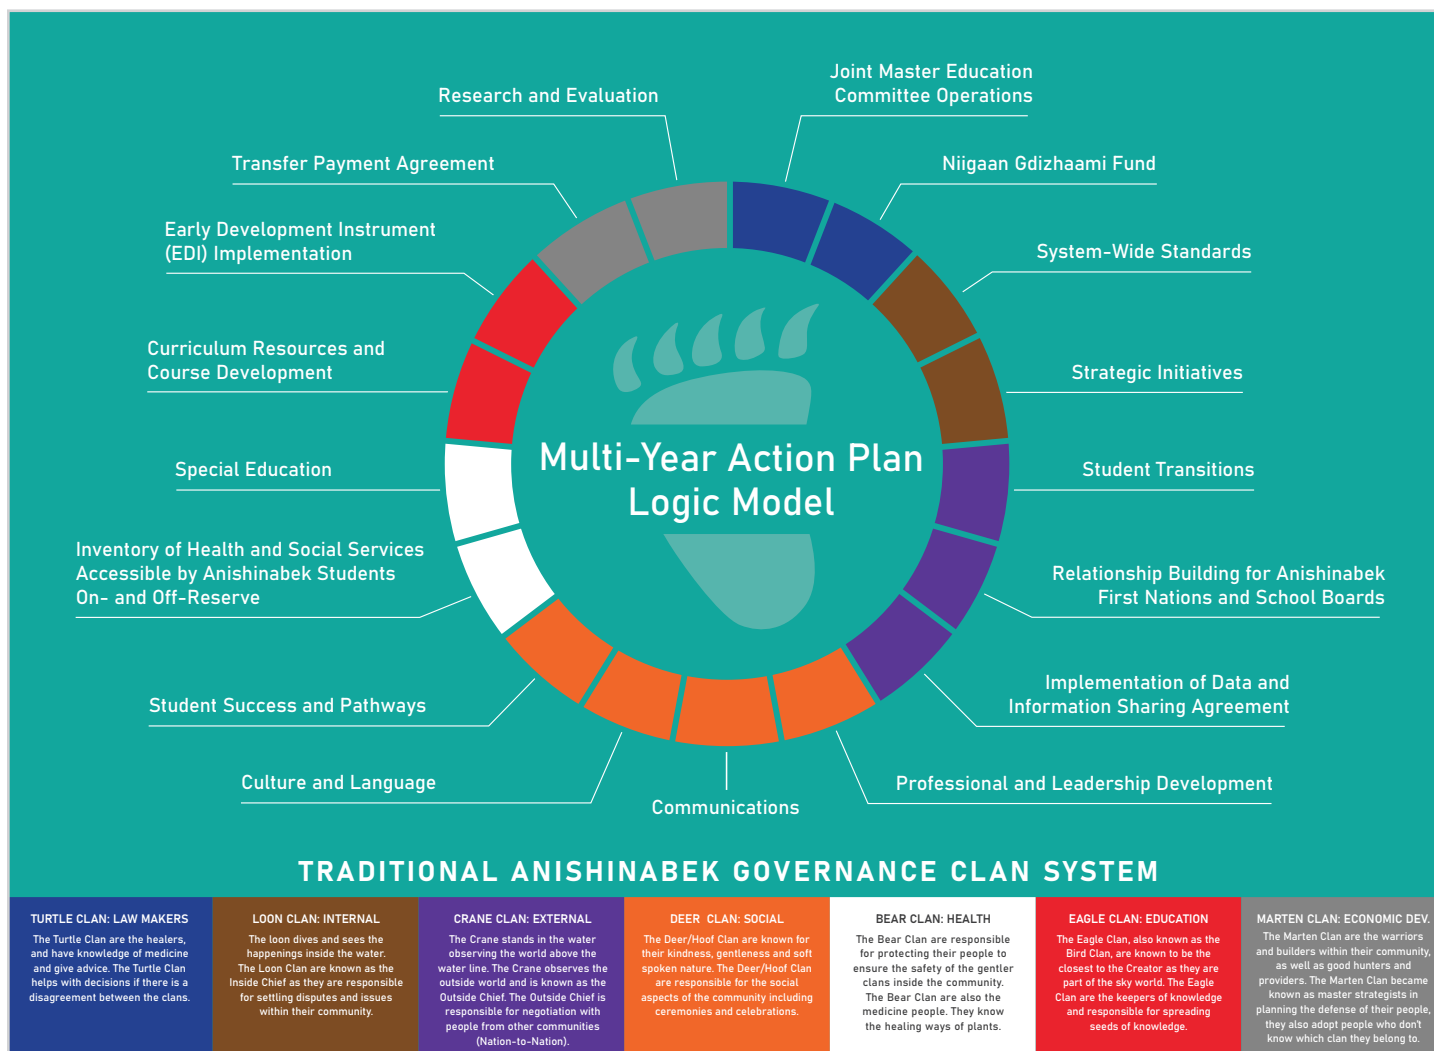 Joint Master Education
Committee Operations
Research and Evaluation
Niigaan Gdizhaami Fund
Transfer Payment Agreement
System-Wide Standards
Early Development Instrument
(EDI) Implementation
Strategic Initiatives
Curriculum Resources and
Course Development
Multi-Year Action Plan
Logic Model
Student Transitions
Special Education
Relationship Building for Anishinabek
First Nations and School Boards
Inventory of Health and Social Services
Accessible by Anishinabek Students
On- and Off-Reserve
Implementation of Data and
Information Sharing Agreement
Student Success and Pathways
Professional and Leadership Development
Culture and Language
Communications
TRADITIONAL ANISHINABEK GOVERNANCE CLAN SYSTEM
TURTLE CLAN: LAW MAKERS
The Turtle Clan are the healers,
and have knowledge of medicine
and give advice. The Turtle Clan
helps with decisions if there is a
disagreement between the clans.
LOON CLAN: INTERNAL
The loon dives and sees the
happenings inside the water.
The Loon Clan are known as the
Inside Chief as they are responsible
for settling disputes and issues
within their community.
CRANE CLAN: EXTERNAL
The Crane stands in the water
observing the world above the
water line. The Crane observes the
outside world and is known as the
Outside Chief. The Outside Chief is
responsible for negotiation with
people from other communities
(Nation-to-Nation).
DEER CLAN: SOCIAL
The Deer/Hoof Clan are known for
their kindness, gentleness and soft
spoken nature. The Deer/Hoof Clan
are responsible for the social
aspects of the community including
ceremonies and celebrations.
BEAR CLAN: HEALTH
The Bear Clan are responsible
for protecting their people to
ensure the safety of the gentler
clans inside the community.
The Bear Clan are also the
medicine people. They know
the healing ways of plants.
EAGLE CLAN: EDUCATION
The Eagle Clan, also known as the
Bird Clan, are known to be the
closest to the Creator as they are
part of the sky world. The Eagle
Clan are the keepers of knowledge
and responsible for spreading
seeds of knowledge.
MARTEN CLAN: ECONOMIC DEV.
The Marten Clan are the warriors
and builders within their community,
as well as good hunters and
providers. The Marten Clan became
known as master strategists in
planning the defense of their people,
they also adopt people who don't
know which clan they belong to.